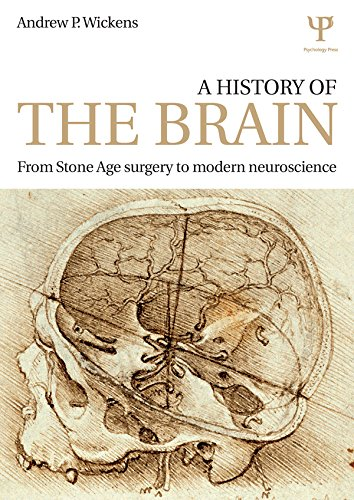 Andrew P. Wickens
Psychology Press
A HISTORY OF
THE BRAIN
From Stone Age surgery to modern neuroscience